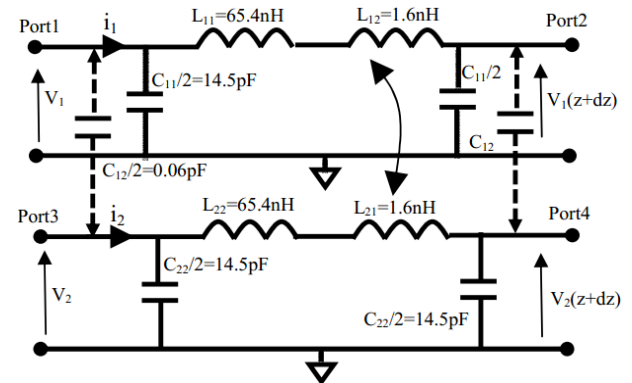 Port1
i₁
L₁₁=65.4nH
L₁₂=1.6nH
Port2
V₁
C₁₁/2=14.5pF
C₁₁/2
V₁(z+dz)
C₁₂/2=0.06pF
C₁₂
Port3
i₂
L₂₂=65.4nH
L₂₁=1.6nH
Port4
V₂
C₂₂/2=14.5pF
C₂₂/2=14.5pF
V₂(z+dz)